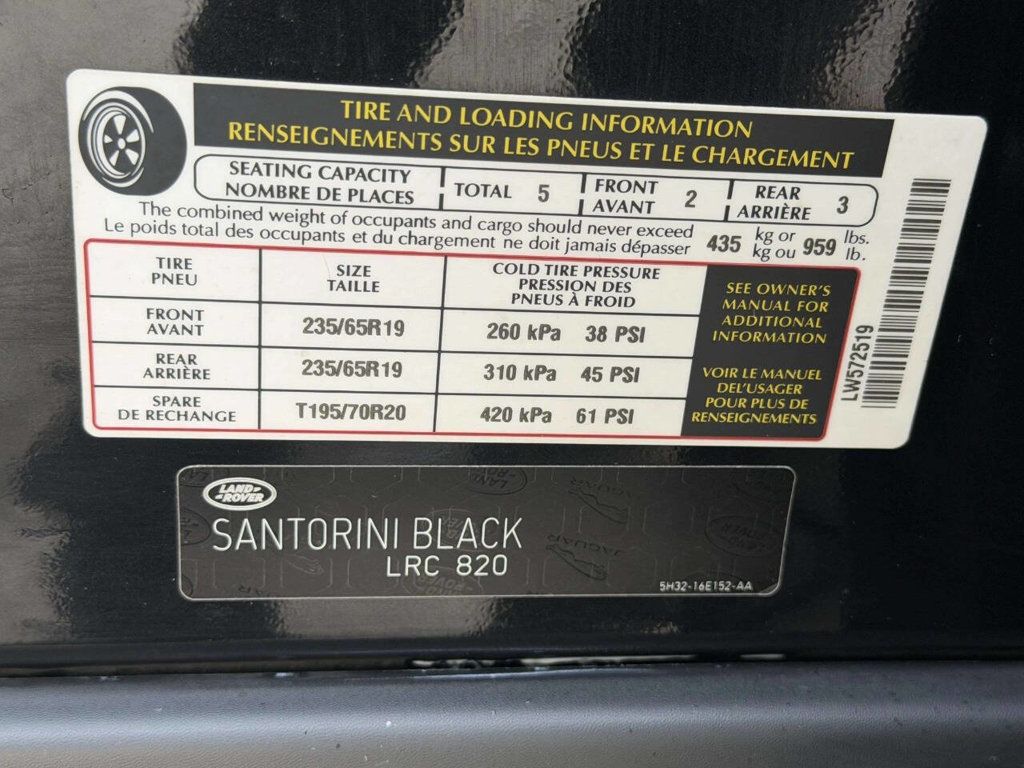 TIRE AND LOADING INFORMATION
RENSEIGNEMENTS SUR LES PNEUS ET LE CHARGEMENT
SEATING CAPACITY
NOMBRE DE PLACES
TOTAL 5
FRONT
AVANT 2
REAR
ARRIÈRE 3
The combined weight of occupants and cargo should never exceed
Le poids total des occupants et du chargement ne doit jamais dépasser
435 kg or
kg ou 959 lbs.
lb.
TIRE
PNEU
SIZE
TAILLE
COLD TIRE PRESSURE
PRESSION DES
PNEUS À FROID
FRONT
AVANT
235/65R19
260 kPa 38 PSI
REAR
ARRIÈRE
235/65R19
310 kPa 45 PSI
SPARE
DE RECHANGE
T195/70R20
420 kPa 61 PSI
SEE OWNER'S
MANUAL FOR
ADDITIONAL
INFORMATION
VOIR LE MANUEL
DEL'USAGER
POUR PLUS DE
RENSEIGNEMENTS
LW572519
LAND-
-ROVER
SANTORINI BLACK
LRC 820
JAGUAR
5H32-16E152-AA